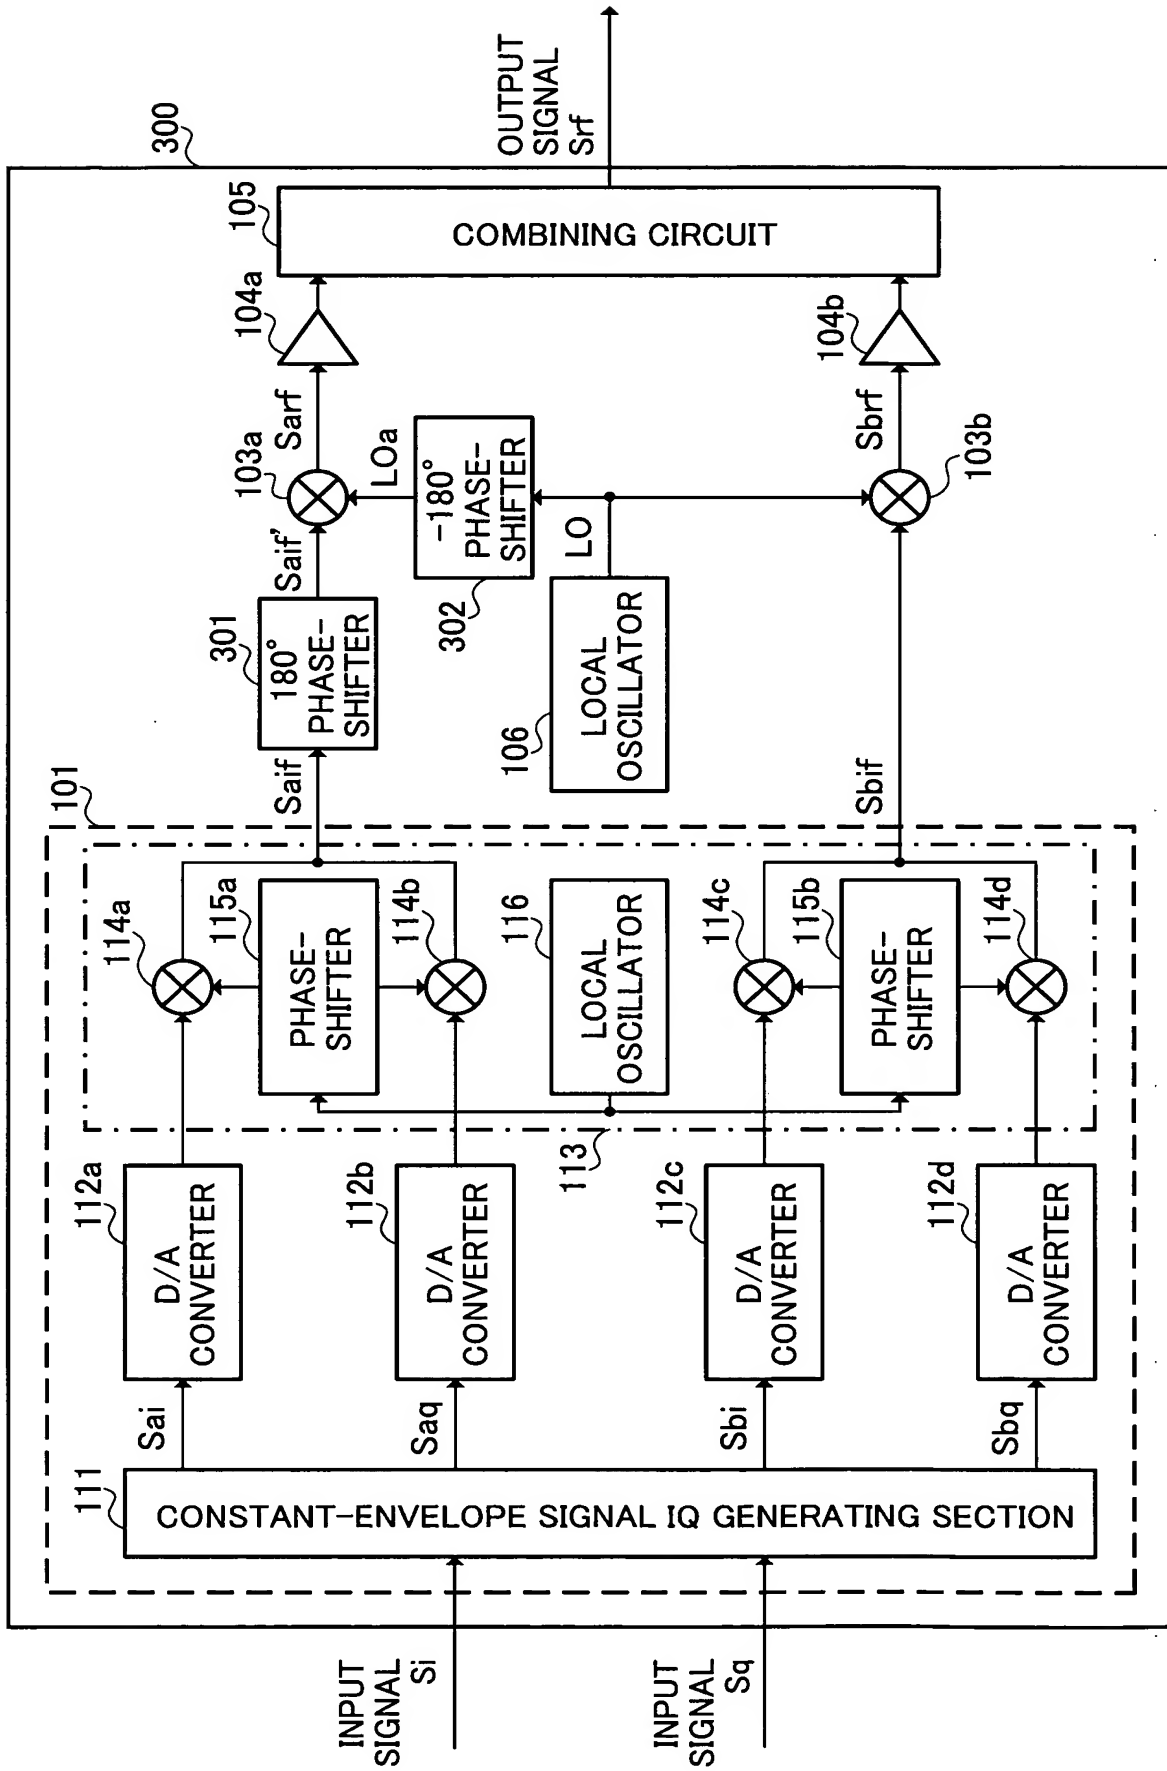 INPUT
SIGNAL
Si
INPUT
SIGNAL
Sq
111
CONSTANT-ENVELOPE SIGNAL IQ GENERATING SECTION
Sai
Saq
Sbi
Sbq
112a
D/A
CONVERTER
112b
D/A
CONVERTER
112c
D/A
CONVERTER
112d
D/A
CONVERTER
113
114a
115a
PHASE-
SHIFTER
114b
116
LOCAL
OSCILLATOR
114c
115b
PHASE-
SHIFTER
114d
101
Saif
Sbif
301
180°
PHASE-
SHIFTER
106
LOCAL
OSCILLATOR
Saif'
LO
302
-180°
PHASE-
SHIFTER
LOa
103a
103b
Sarf
Sbrf
104a
104b
105
COMBINING CIRCUIT
300
OUTPUT
SIGNAL
Srf